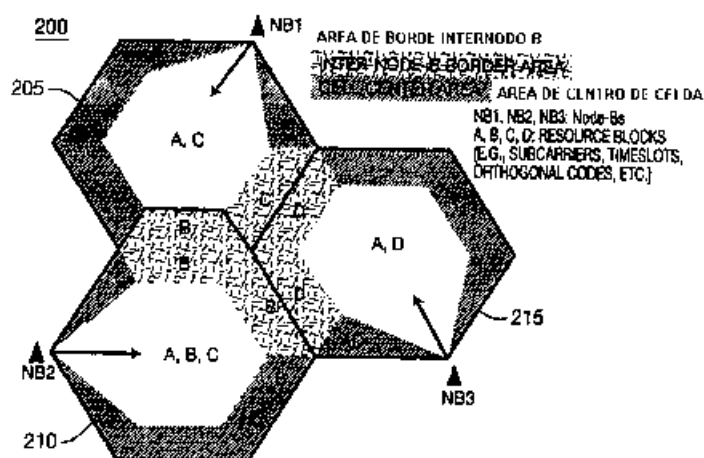 200
NB1
AREA DE BORDE INTERNODO B
INTER-NODE-B BORDER AREA
CELL CENTER AREA
AREA DE CENTRO DE CELDA
NB1, NB2, NB3: Node-Bs
A, B, C, D: RESOURCE BLOCKS
[E.G., SUBCARRIERS, TIMESLOTS,
ORTHOGONAL CODES, ETC.]
205
A, C
C
D
B
B
A, D
D
B
215
A, B, C
NB2
NB3
210